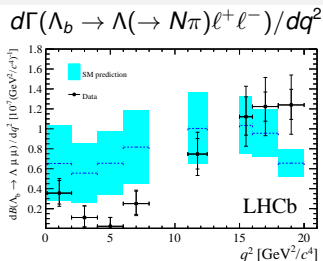 dΓ(Λb → Λ(→ Nπ)ℓ⁺ℓ⁻)/dq²
dB(Λb → Λ μ μ) / dq² [10⁻⁷(GeV²/c⁴)⁻¹]
1.8
1.6
1.4
1.2
1
0.8
0.6
0.4
0.2
SM prediction
Data
LHCb
0
5
10
15
20
q² [GeV²/c⁴]